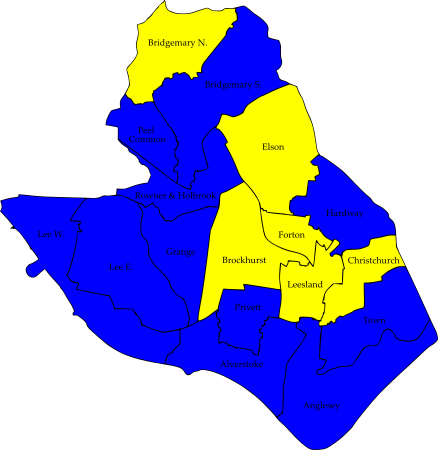 Bridgemary N.
Bridgemary S.
Peel
Common
Elson
Rowner & Holbrook
Hardway
Lee W.
Forton
Grange
Christchurch
Brockhurst
Lee E.
Leesland
Privett
Town
Alverstoke
Anglesey